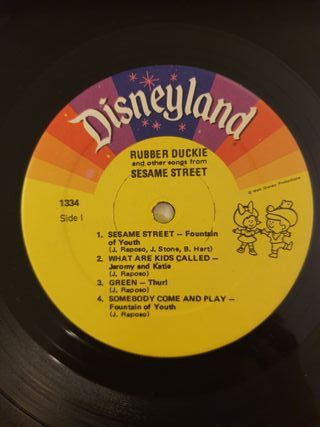 Disneyland
RUBBER DUCKIE
and other songs from
SESAME STREET
© Walt Disney Productions
1334
Side I
1. SESAME STREET — Fountain
of Youth
(J. Raposo, J. Stone, B. Hart)
2. WHAT ARE KIDS CALLED —
Jaromy and Katie
(J. Raposo)
3. GREEN — Thurl
(J. Raposo)
4. SOMEBODY COME AND PLAY —
Fountain of Youth
(J. Raposo)